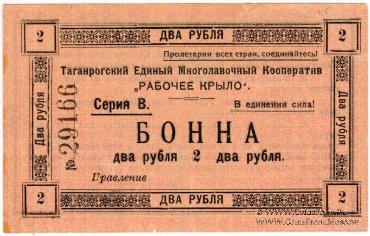 2 ДВА РУБЛЯ 2
Пролетарии всех стран, соединяйтесь!
Таганрогский Единый Многолавочный Кооператив
„РАБОЧЕЕ КРЫЛО".
Серия В. В единении сила!
№ 29166
Два рубля
БОННА
два рубля 2 два рубля.
Правление
Два рубля
2 ДВА РУБЛЯ 2